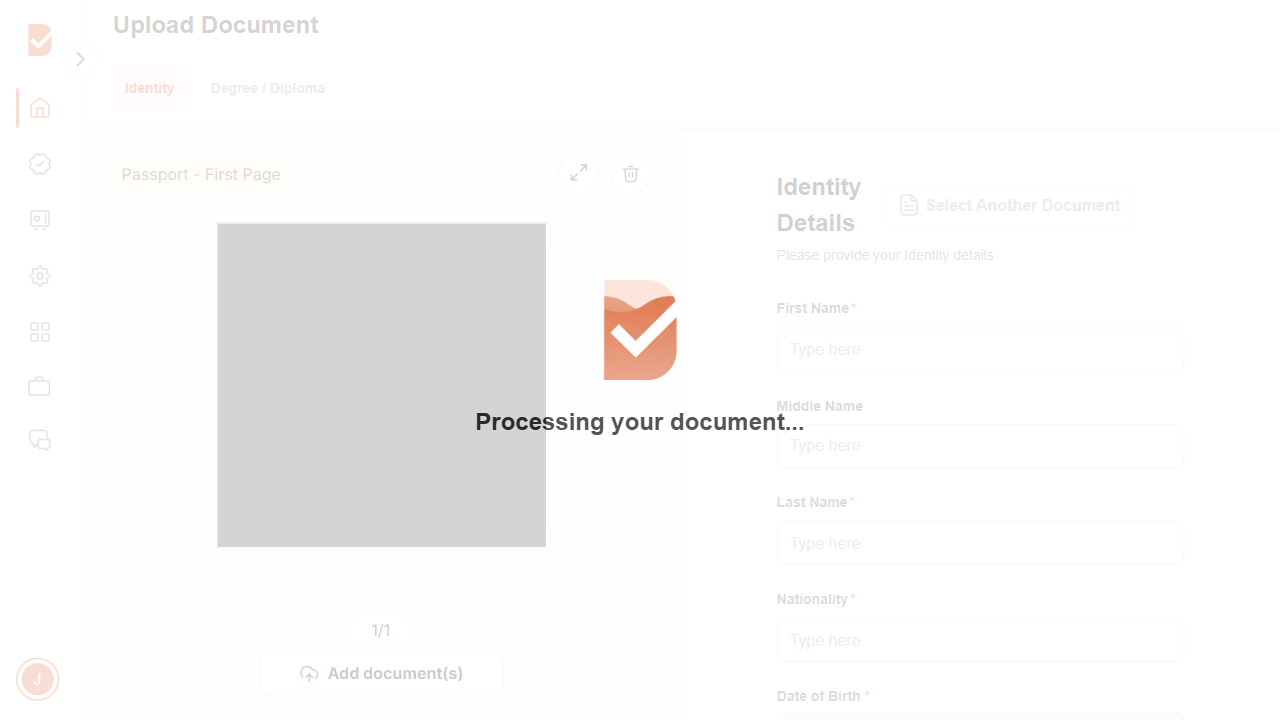 Upload Document
Identity
Degree / Diploma
Passport - First Page
Identity
Details
Select Another Document
Please provide your Identity details
First Name*
Type here
Processing your document...
Middle Name
Type here
Last Name*
Type here
Nationality*
Type here
1/1
Add document(s)
Date of Birth *
J